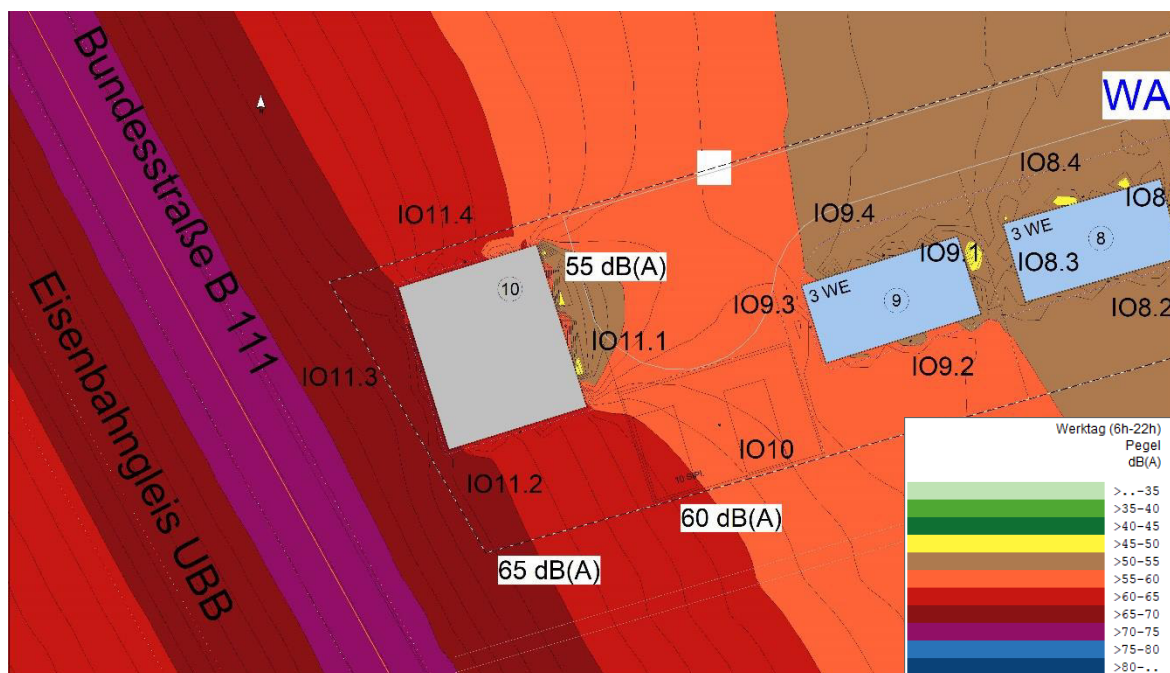 Bundesstraße B 111
Eisenbahngleis UBB
WA
IO8.4
IO8.
IO11.4
IO9.4
3 WE
8
IO9.1
IO8.3
10
55 dB(A)
3 WE
9
IO9.3
IO8.2
IO11.1
IO9.2
IO11.3
IO10
IO11.2
60 dB(A)
65 dB(A)
Werktag (6h-22h)
Pegel
dB(A)
>..-35
>35-40
>40-45
>45-50
>50-55
>55-60
>60-65
>65-70
>70-75
>75-80
>80-..